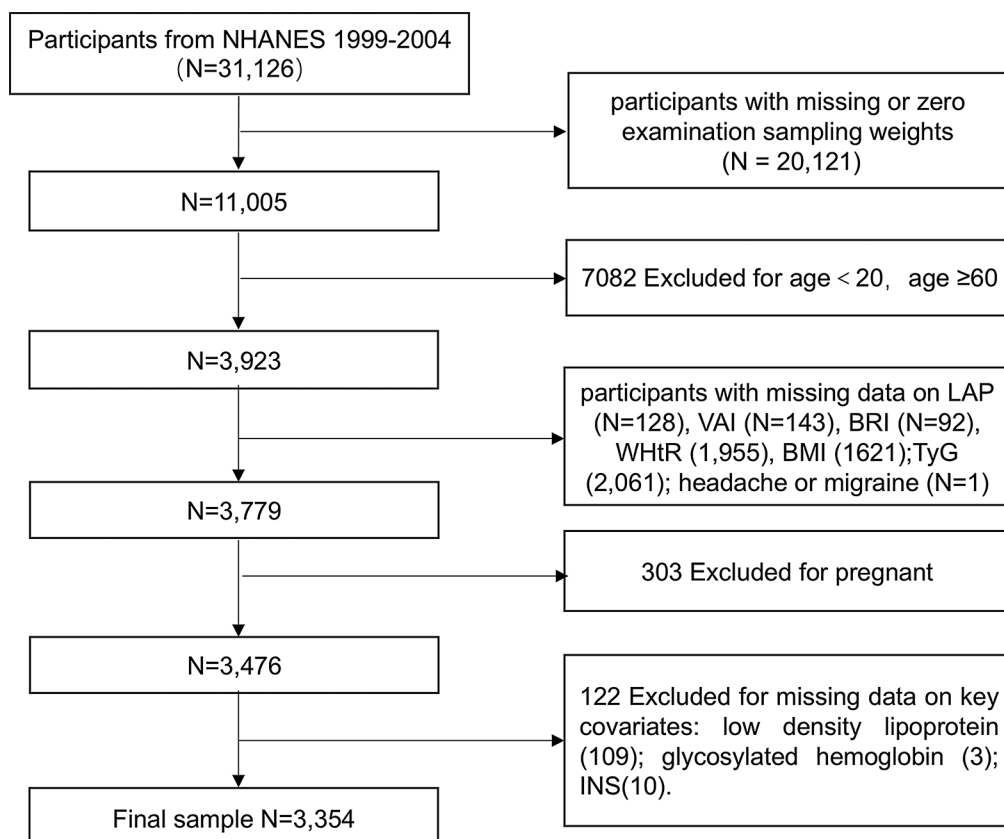 Participants from NHANES 1999-2004
（N=31,126）
participants with missing or zero
examination sampling weights
(N = 20,121)
N=11,005
7082 Excluded for age < 20, age ≥60
N=3,923
participants with missing data on LAP
(N=128), VAI (N=143), BRI (N=92),
WHtR (1,955), BMI (1621);TyG
(2,061); headache or migraine (N=1)
N=3,779
303 Excluded for pregnant
N=3,476
122 Excluded for missing data on key
covariates: low density lipoprotein
(109); glycosylated hemoglobin (3);
INS(10).
Final sample N=3,354